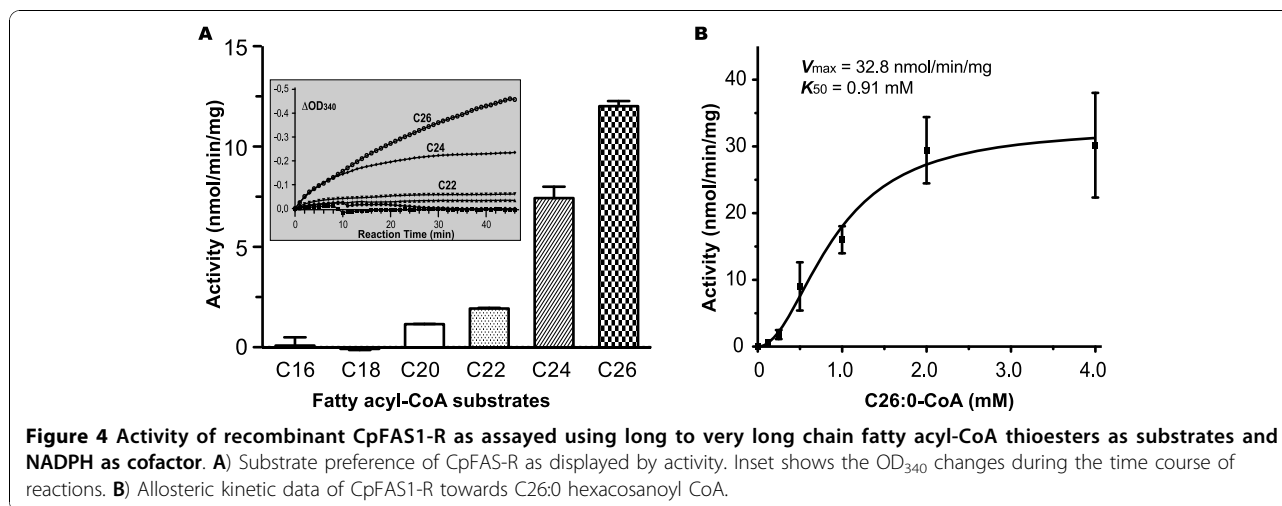 A
15
10
5
0
Activity (nmol/min/mg)
-0,5
-0.4
-0.3
-0.2
-0.1
0,0
ΔOD340
C26
C24
C22
0 10 20 30 40
Reaction Time (min)
C16 C18 C20 C22 C24 C26
Fatty acyl-CoA substrates
B
Vmax = 32.8 nmol/min/mg
K50 = 0.91 mM
40
30
20
10
0
Activity (nmol/min/mg)
0 1.0 2.0 3.0 4.0
C26:0-CoA (mM)
Figure 4 Activity of recombinant CpFAS1-R as assayed using long to very long chain fatty acyl-CoA thioesters as substrates and
NADPH as cofactor. A) Substrate preference of CpFAS-R as displayed by activity. Inset shows the OD340 changes during the time course of
reactions. B) Allosteric kinetic data of CpFAS1-R towards C26:0 hexacosanoyl CoA.